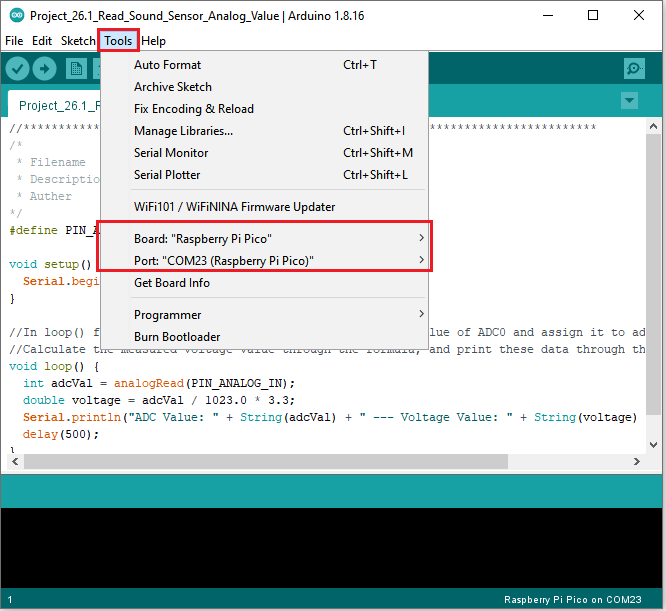 Project_26.1_Read_Sound_Sensor_Analog_Value | Arduino 1.8.16
File Edit Sketch Tools Help
Auto Format Ctrl+T
Archive Sketch
Fix Encoding & Reload
Manage Libraries... Ctrl+Shift+I
Serial Monitor Ctrl+Shift+M
Serial Plotter Ctrl+Shift+L
WiFi101 / WiFiNINA Firmware Updater
Board: "Raspberry Pi Pico"
Port: "COM23 (Raspberry Pi Pico)"
Get Board Info
Programmer
Burn Bootloader
Project_26.1_R
/*
* Filename
* Descriptio
* Auther
*/
#define PIN_A
void setup()
Serial.begi
}
//In loop() f lue of ADC0 and assign it to ad
//Calculate the measured voltage value through the formula, and print these data through th
void loop() {
int adcVal = analogRead(PIN_ANALOG_IN);
double voltage = adcVal / 1023.0 * 3.3;
Serial.println("ADC Value: " + String(adcVal) + " --- Voltage Value: " + String(voltage)
delay(500);
}
1 Raspberry Pi Pico on COM23